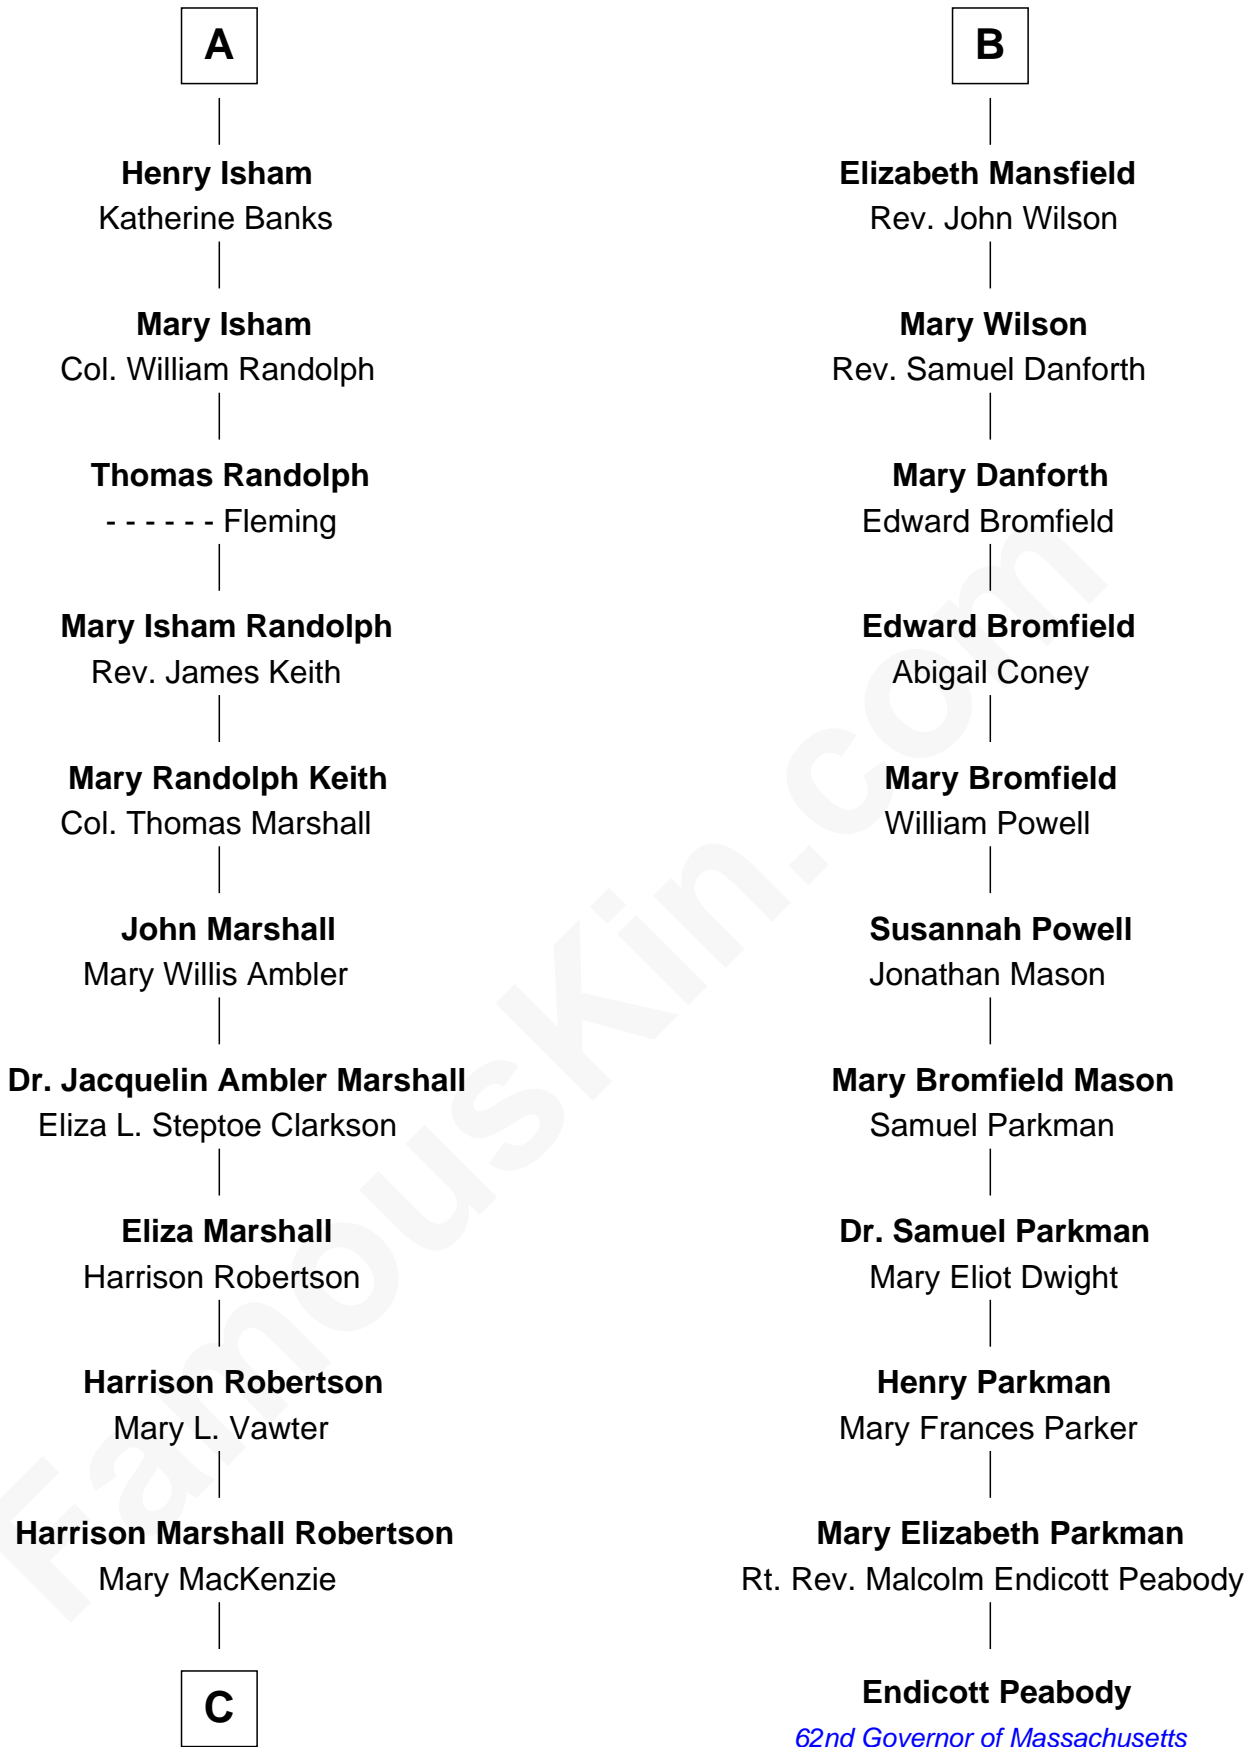 A
Henry Isham
Katherine Banks
Mary Isham
Col. William Randolph
Thomas Randolph
- - - - - - Fleming
Mary Isham Randolph
Rev. James Keith
Mary Randolph Keith
Col. Thomas Marshall
John Marshall
Mary Willis Ambler
Dr. Jacquelin Ambler Marshall
Eliza L. Steptoe Clarkson
Eliza Marshall
Harrison Robertson
Harrison Robertson
Mary L. Vawter
Harrison Marshall Robertson
Mary MacKenzie
C
B
Elizabeth Mansfield
Rev. John Wilson
Mary Wilson
Rev. Samuel Danforth
Mary Danforth
Edward Bromfield
Edward Bromfield
Abigail Coney
Mary Bromfield
William Powell
Susannah Powell
Jonathan Mason
Mary Bromfield Mason
Samuel Parkman
Dr. Samuel Parkman
Mary Eliot Dwight
Henry Parkman
Mary Frances Parker
Mary Elizabeth Parkman
Rt. Rev. Malcolm Endicott Peabody
Endicott Peabody
62nd Governor of Massachusetts
FamousKin.com